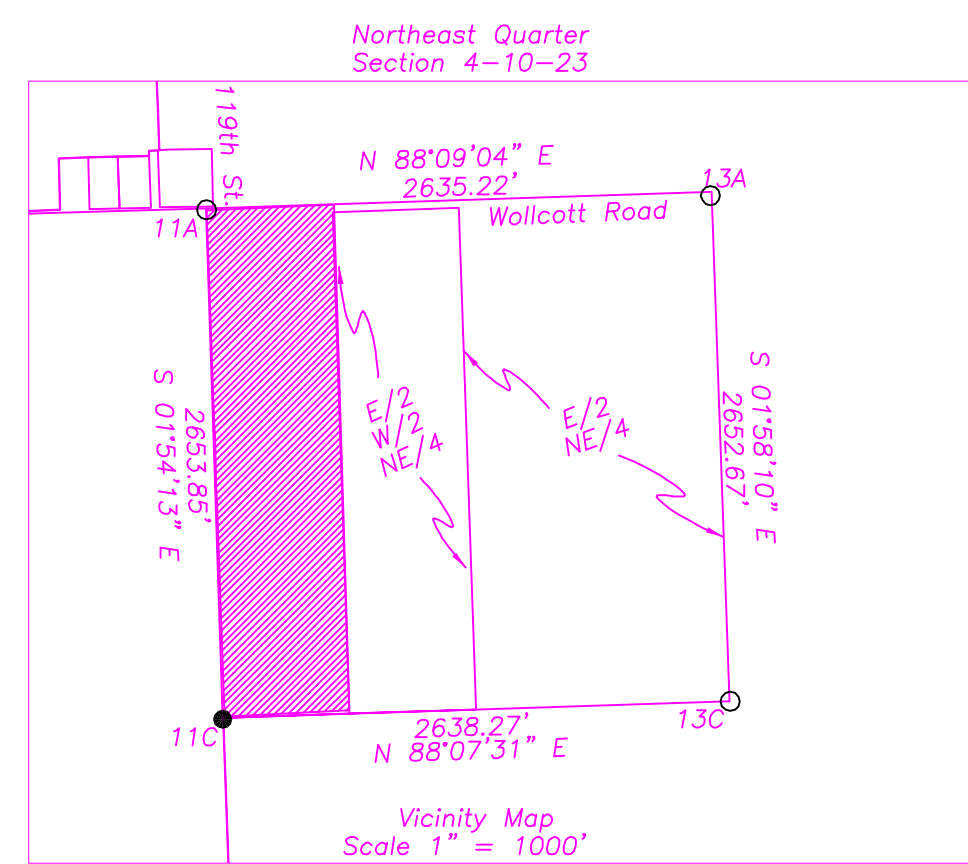 Northeast Quarter
Section 4-10-23
119th St.
N 88°09'04" E
2635.22'
13A
Wollcott Road
11A
S 01°54'13" E
2653.85'
E/2
W/2
NE/4
E/2
NE/4
S 01°58'10" E
2652.67'
11C
2638.27'
N 88°07'31" E
13C
Vicinity Map
Scale 1" = 1000'